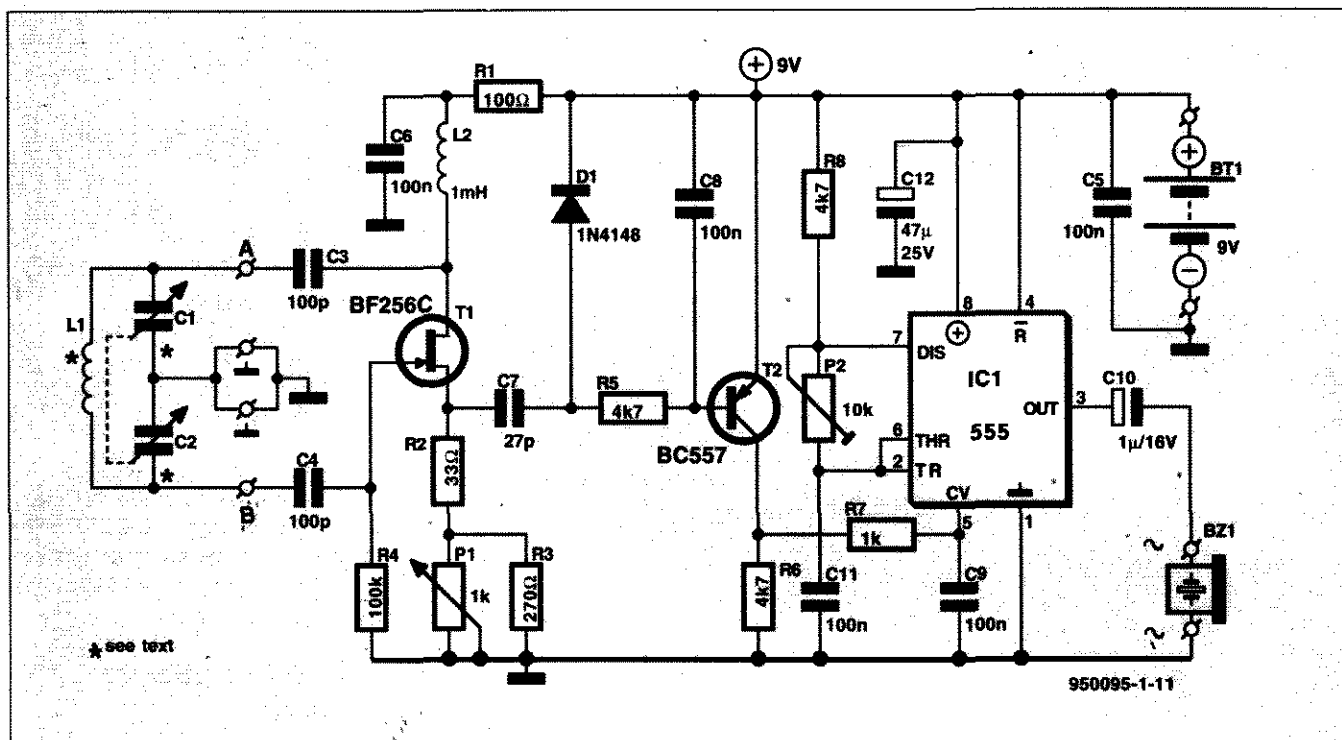 9V
R1
100Ω
C6
100n
L2
1mH
D1
1N4148
C8
100n
R8
4k7
C12
47μ
25V
C5
100n
BT1
9V
A
C3
100p
BF256C
T1
L1
*
C1
*
C2
*
B
C4
100p
C7
27p
R5
4k7
T2
BC557
P2
10k
8
4
R
7
DIS
IC1
555
OUT
3
6
THR
2
TR
CV
5
1
C10
1μ/16V
BZ1
R2
33Ω
R4
100k
P1
1k
R3
270Ω
R6
4k7
R7
1k
C11
100n
C9
100n
~
~
* see text
950095-1-11